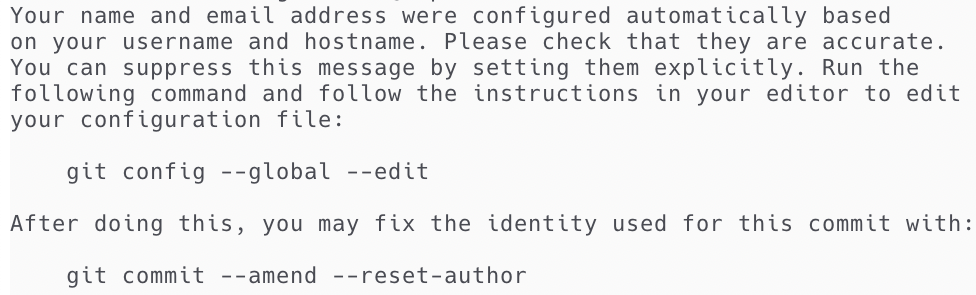 Your name and email address were configured automatically based
on your username and hostname. Please check that they are accurate.
You can suppress this message by setting them explicitly. Run the
following command and follow the instructions in your editor to edit
your configuration file:
git config --global --edit
After doing this, you may fix the identity used for this commit with:
git commit --amend --reset-author